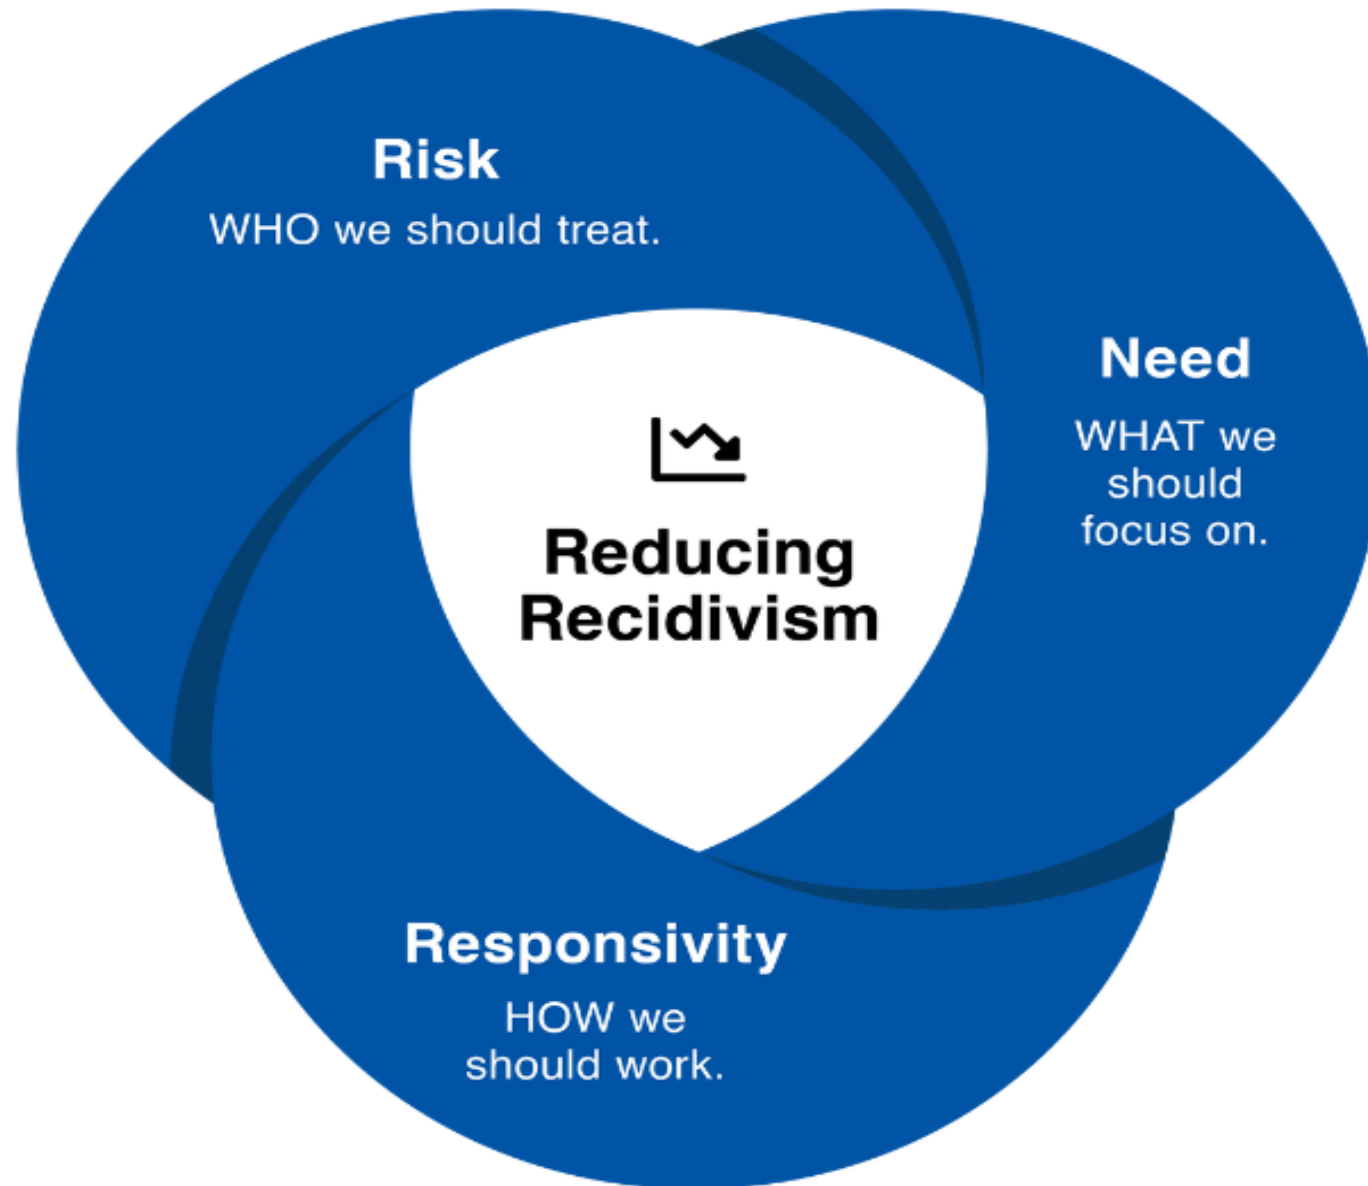 Risk
WHO we should treat.
Need
WHAT we
should
focus on.
Reducing
Recidivism
Responsivity
HOW we
should work.